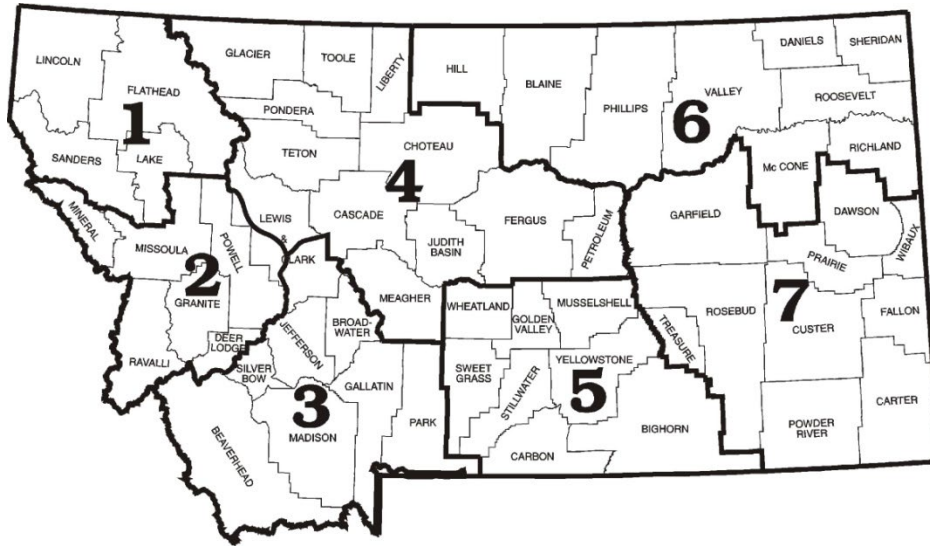 LINCOLN
FLATHEAD
1
SANDERS
LAKE
MINERAL
MISSOULA
POWELL
2
GRANITE
RAVALLI
DEER
LODGE
GLACIER
TOOLE
LIBERTY
PONDERA
TETON
CHOTEAU
4
LEWIS
&
CLARK
CASCADE
JUDITH
BASIN
FERGUS
PETROLEUM
MEAGHER
SILVER
BOW
JEFFERSON
BROAD-
WATER
GALLATIN
3
MADISON
PARK
BEAVERHEAD
WHEATLAND
GOLDEN
VALLEY
MUSSELSHELL
SWEET
GRASS
STILLWATER
YELLOWSTONE
5
BIGHORN
CARBON
HILL
BLAINE
PHILLIPS
VALLEY
6
DANIELS
SHERIDAN
ROOSEVELT
Mc CONE
RICHLAND
GARFIELD
DAWSON
WIBAUX
PRAIRIE
7
ROSEBUD
TREASURE
CUSTER
FALLON
POWDER
RIVER
CARTER